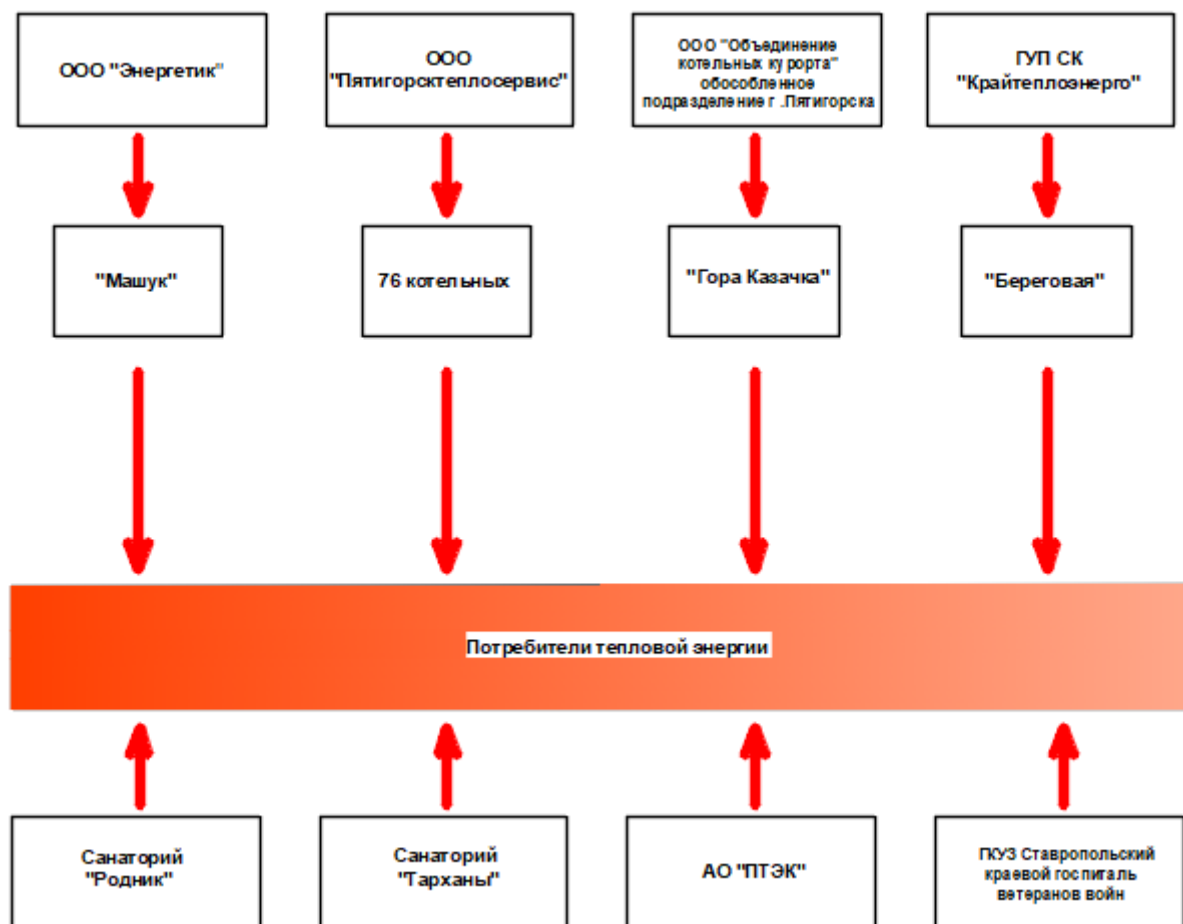 ООО "Энергетик"
ООО
"Пятигорсктеплосервис"
ООО "Объединение
котельных курорта"
обособленное
подразделение г .Пятигорска
ГУП СК
"Крайтеплоэнерго"
"Машук"
76 котельных
"Гора Казачка"
"Береговая"
Потребители тепловой энергии
Санаторий
"Родник"
Санаторий
"Тарханы"
АО "ПТЭК"
ГКУЗ Ставропольский
краевой госпиталь
ветеранов войн